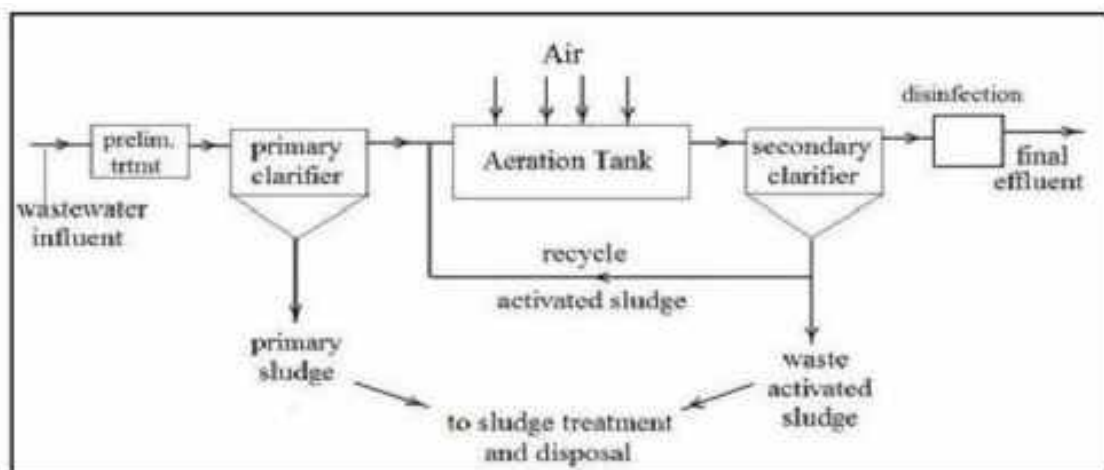 Air
disinfection
prelim.
trtmt
primary
clarifier
Aeration Tank
secondary
clarifier
final
effluent
wastewater
influent
recycle
activated sludge
primary
sludge
waste
activated
sludge
to sludge treatment
and disposal